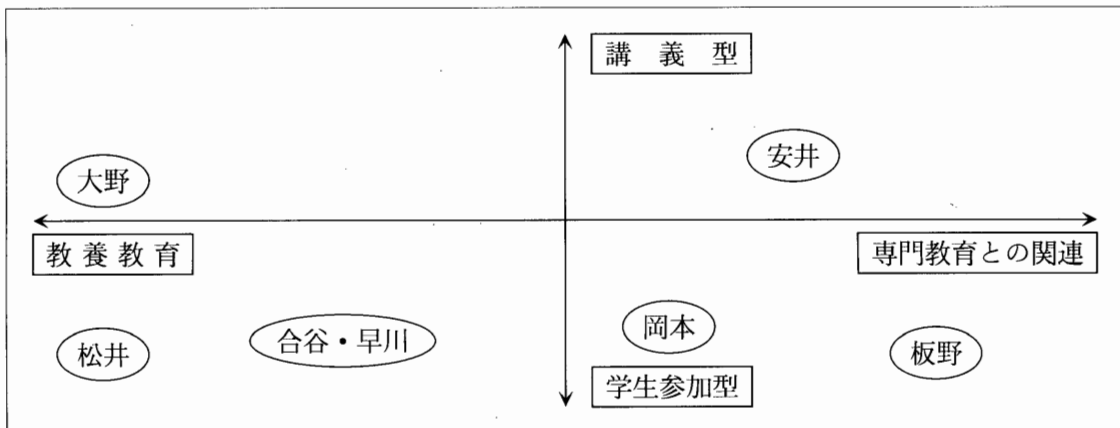 講義型
安井
大野
教養教育
専門教育との関連
松井
合谷・早川
岡本
板野
学生参加型